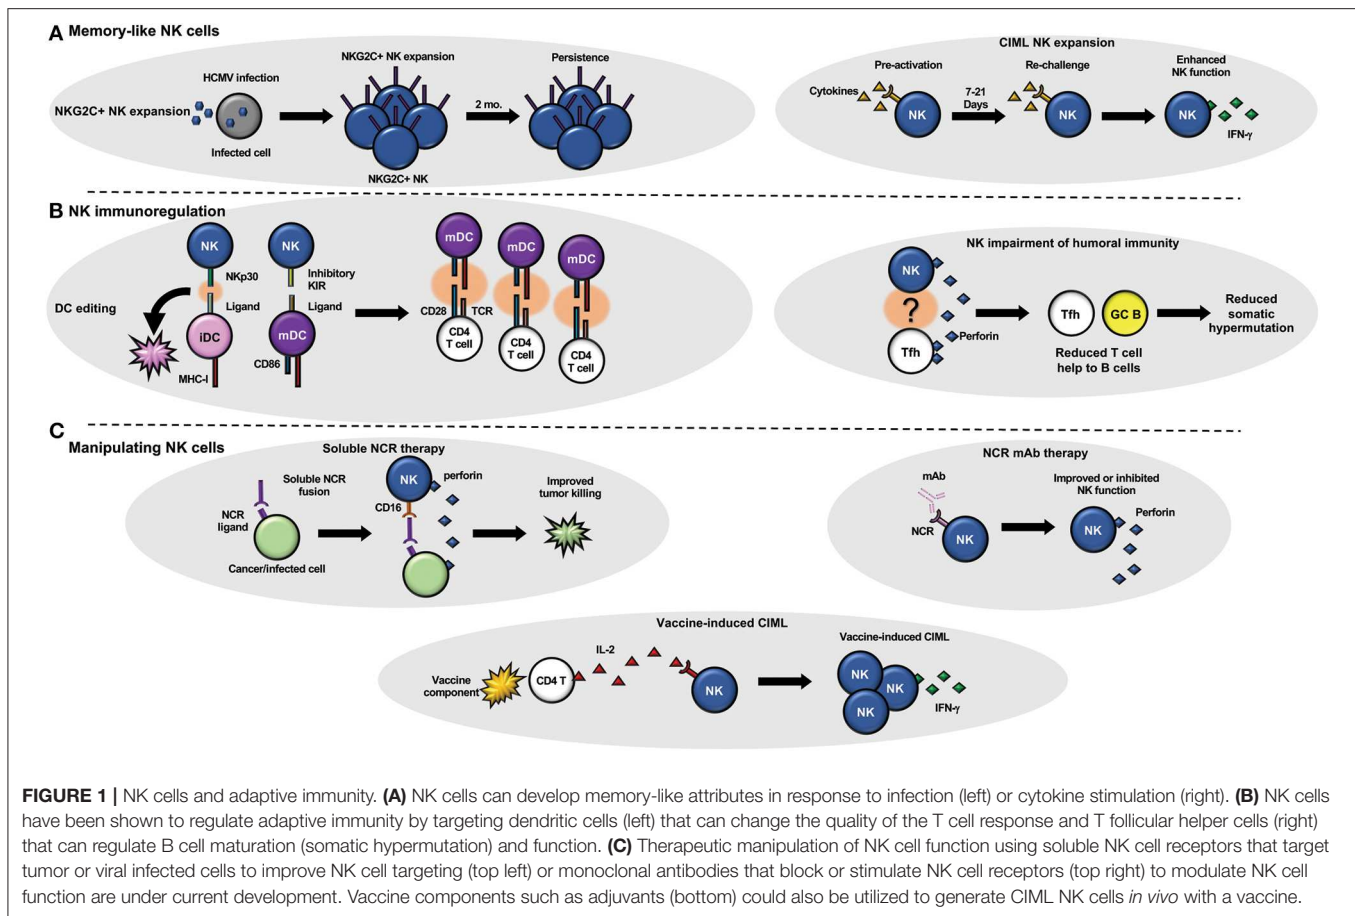 A Memory-like NK cells
NKG2C+ NK expansion
HCMV infection
Infected cell
NKG2C+ NK expansion
NKG2C+ NK
2 mo.
Persistence
CIML NK expansion
Pre-activation
Cytokines
NK
7-21
Days
Re-challenge
NK
Enhanced
NK function
NK
IFN-γ
B NK immunoregulation
DC editing
NK
NKp30
Ligand
iDC
MHC-I
NK
Inhibitory
KIR
Ligand
mDC
CD86
mDC
CD28
TCR
CD4
T cell
mDC
CD4
T cell
mDC
CD4
T cell
NK impairment of humoral immunity
NK
?
Perforin
Tfh
Tfh
GC B
Reduced T cell
help to B cells
Reduced
somatic
hypermutation
C
Manipulating NK cells
Soluble NCR therapy
Soluble NCR
fusion
NCR
ligand
Cancer/infected cell
NK
perforin
CD16
Improved
tumor killing
NCR mAb therapy
mAb
NCR
NK
Improved or inhibited
NK function
NK
Perforin
Vaccine-induced CIML
Vaccine
component
CD4 T
IL-2
NK
Vaccine-induced CIML
NK
NK
NK
IFN-γ
FIGURE 1 | NK cells and adaptive immunity. (A) NK cells can develop memory-like attributes in response to infection (left) or cytokine stimulation (right). (B) NK cells
have been shown to regulate adaptive immunity by targeting dendritic cells (left) that can change the quality of the T cell response and T follicular helper cells (right)
that can regulate B cell maturation (somatic hypermutation) and function. (C) Therapeutic manipulation of NK cell function using soluble NK cell receptors that target
tumor or viral infected cells to improve NK cell targeting (top left) or monoclonal antibodies that block or stimulate NK cell receptors (top right) to modulate NK cell
function are under current development. Vaccine components such as adjuvants (bottom) could also be utilized to generate CIML NK cells in vivo with a vaccine.